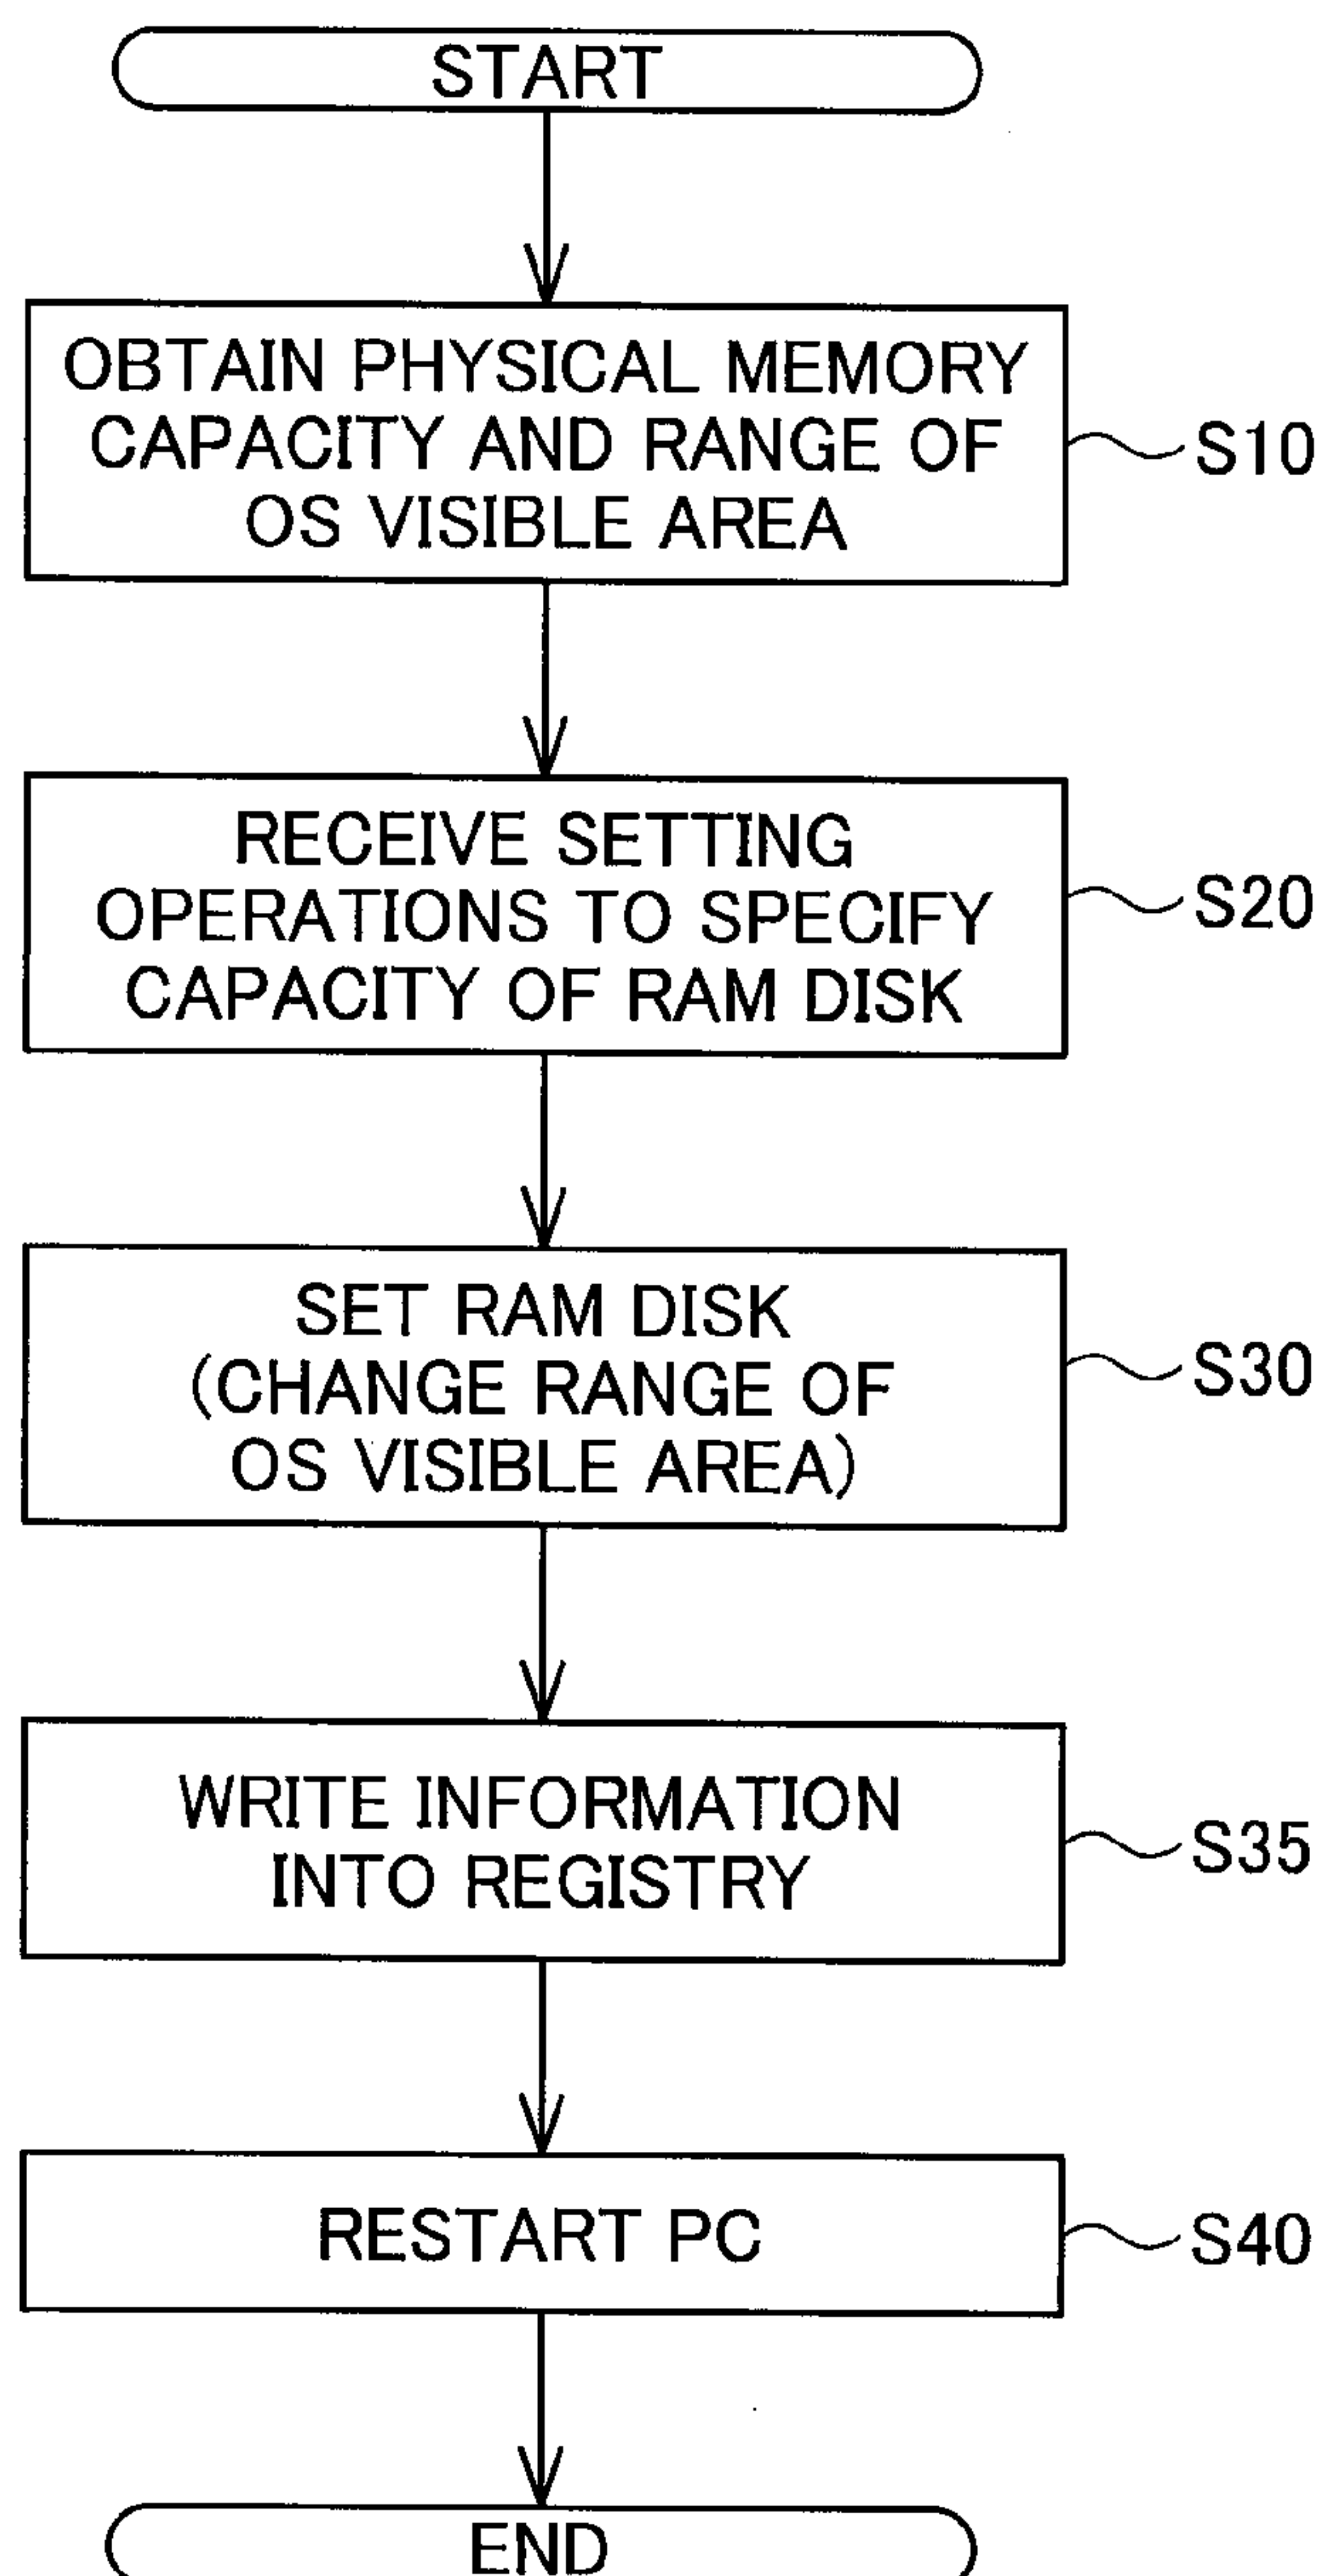 START
OBTAIN PHYSICAL MEMORY
CAPACITY AND RANGE OF
OS VISIBLE AREA
S10
RECEIVE SETTING
OPERATIONS TO SPECIFY
CAPACITY OF RAM DISK
S20
SET RAM DISK
(CHANGE RANGE OF
OS VISIBLE AREA)
S30
WRITE INFORMATION
INTO REGISTRY
S35
RESTART PC
S40
END